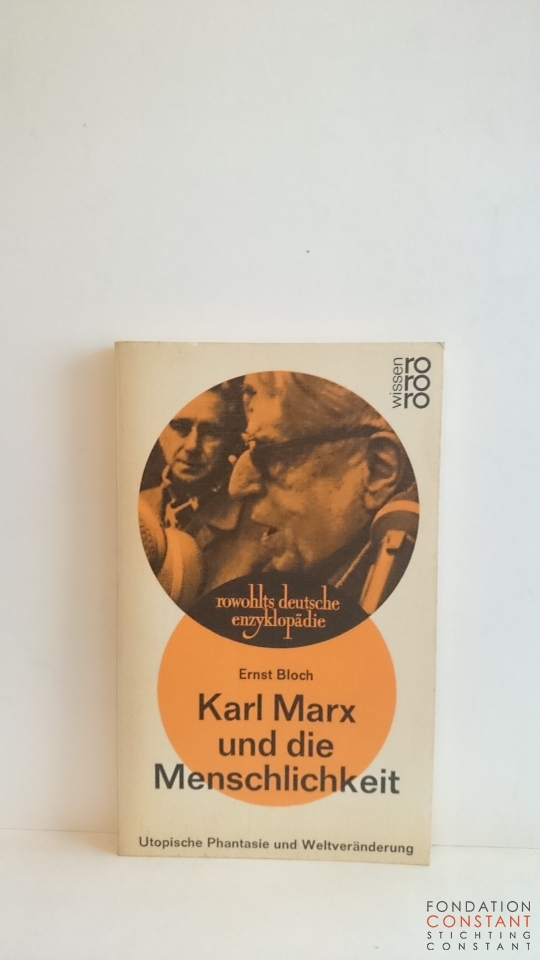 wissen
ro
ro
ro
rowohlts deutsche
enzyklopädie
Ernst Bloch
Karl Marx
und die
Menschlichkeit
Utopische Phantasie und Weltveränderung
FONDATION
CONSTANT
STICHTING
CONSTANT